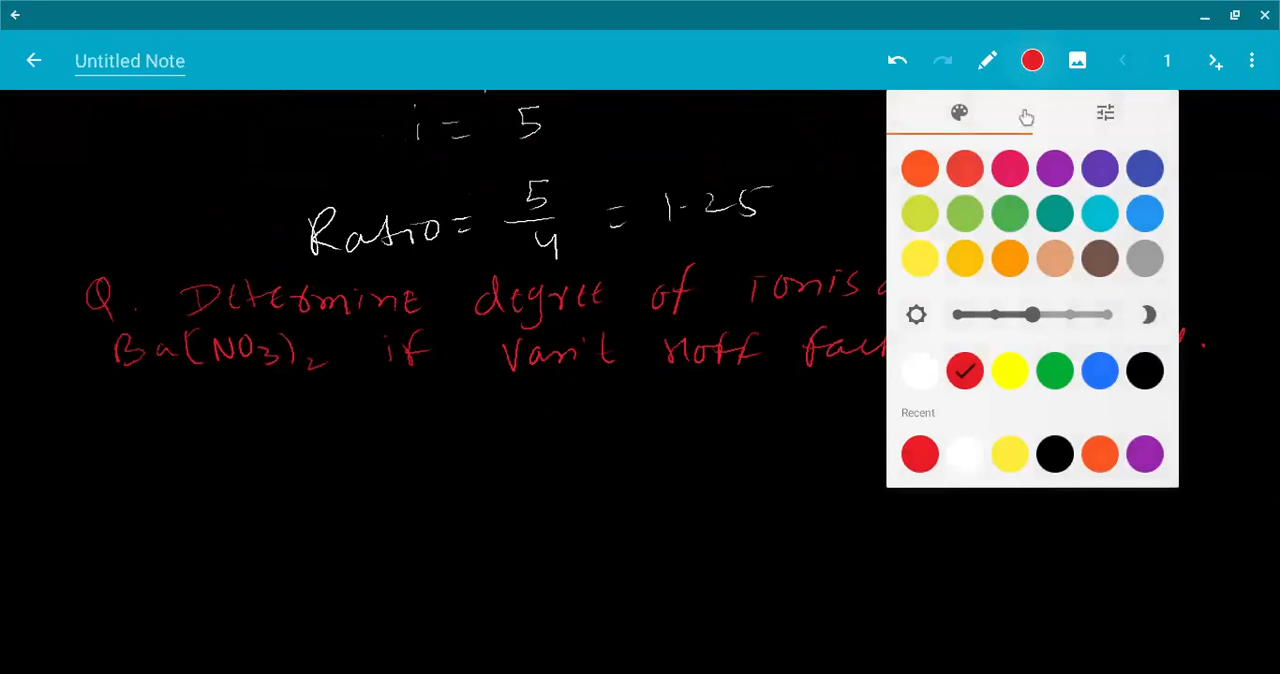 Untitled Note
1
i = 5
Ratio = 5/4 = 1.25
Q. Determine degree of ionis
Ba(NO3)2 if van't Hoff fac
Recent